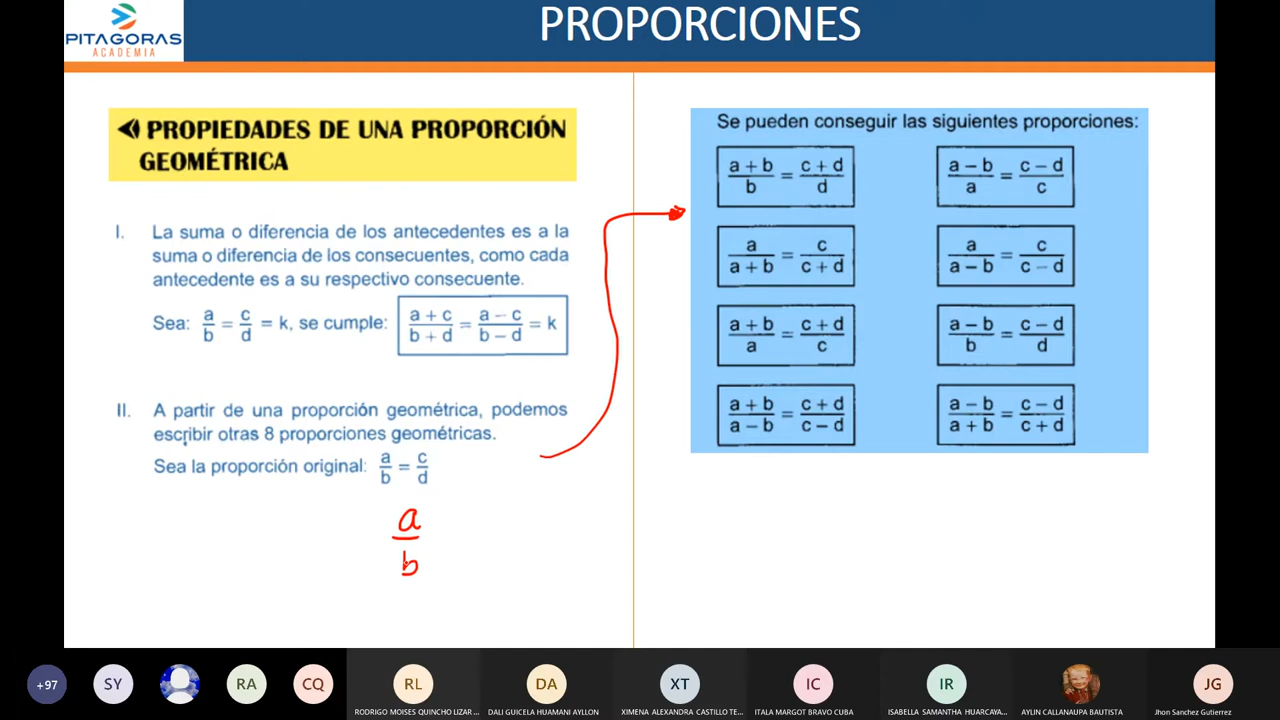 PITAGORAS
ACADEMIA
PROPORCIONES
PROPIEDADES DE UNA PROPORCIÓN
GEOMÉTRICA
I. La suma o diferencia de los antecedentes es a la
suma o diferencia de los consecuentes, como cada
antecedente es a su respectivo consecuente.
Sea: a/b = c/d = k, se cumple: (a + c)/(b + d) = (a – c)/(b – d) = k
II. A partir de una proporción geométrica, podemos
escribir otras 8 proporciones geométricas.
Sea la proporción original: a/b = c/d
a
b
Se pueden conseguir las siguientes proporciones:
(a + b)/b = (c + d)/d
(a – b)/a = (c – d)/c
a/(a + b) = c/(c + d)
a/(a – b) = c/(c – d)
(a + b)/a = (c + d)/c
(a – b)/b = (c – d)/d
(a + b)/(a – b) = (c + d)/(c – d)
(a – b)/(a + b) = (c – d)/(c + d)
+97
SY
RA
CQ
RL
DA
XT
IC
IR
JG
RODRIGO MOISES QUINCHO LIZAR ...
DALI GUICELA HUAMANI AYLLON
XIMENA ALEXANDRA CASTILLO TE...
ITALA MARGOT BRAVO CUBA
ISABELLA SAMANTHA HUARCAYA...
AYLIN CALLANAUPA BAUTISTA
Jhon Sanchez Gutierrez